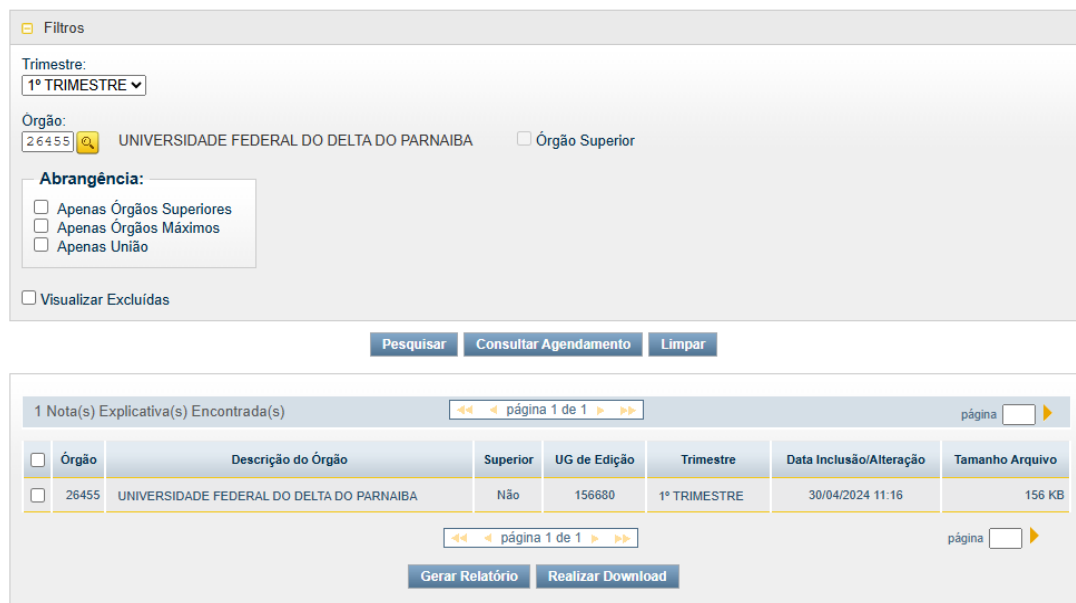 Filtros
Trimestre:
1º TRIMESTRE
Órgão:
26455 UNIVERSIDADE FEDERAL DO DELTA DO PARNAIBA Órgão Superior
Abrangência:
Apenas Órgãos Superiores
Apenas Órgãos Máximos
Apenas União
Visualizar Excluídas
Pesquisar Consultar Agendamento Limpar
1 Nota(s) Explicativa(s) Encontrada(s) página 1 de 1 página
Órgão Descrição do Órgão Superior UG de Edição Trimestre Data Inclusão/Alteração Tamanho Arquivo
26455 UNIVERSIDADE FEDERAL DO DELTA DO PARNAIBA Não 156680 1º TRIMESTRE 30/04/2024 11:16 156 KB
página 1 de 1 página
Gerar Relatório Realizar Download